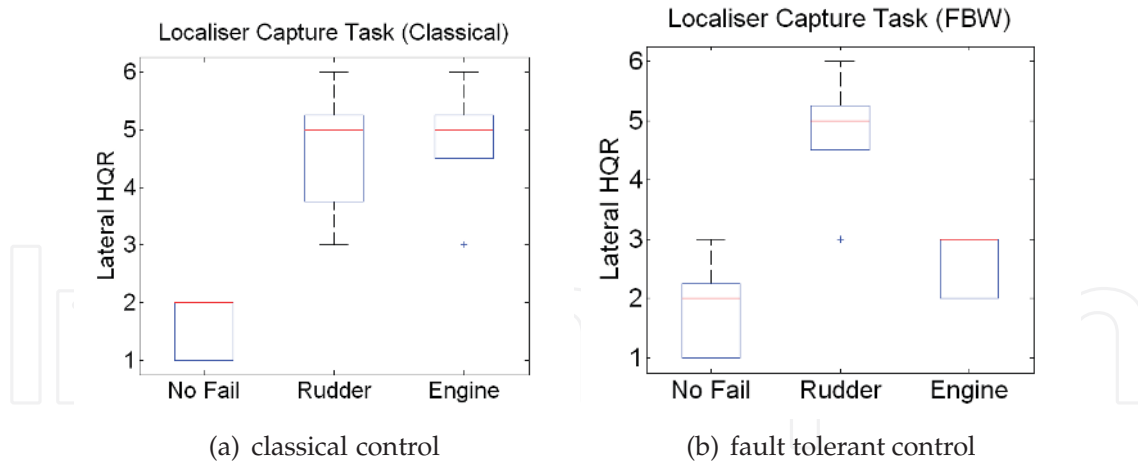 Localiser Capture Task (Classical)
Lateral HQR
6
5
4
3
2
1
No Fail Rudder Engine
(a) classical control
Localiser Capture Task (FBW)
Lateral HQR
6
5
4
3
2
1
No Fail Rudder Engine
(b) fault tolerant control